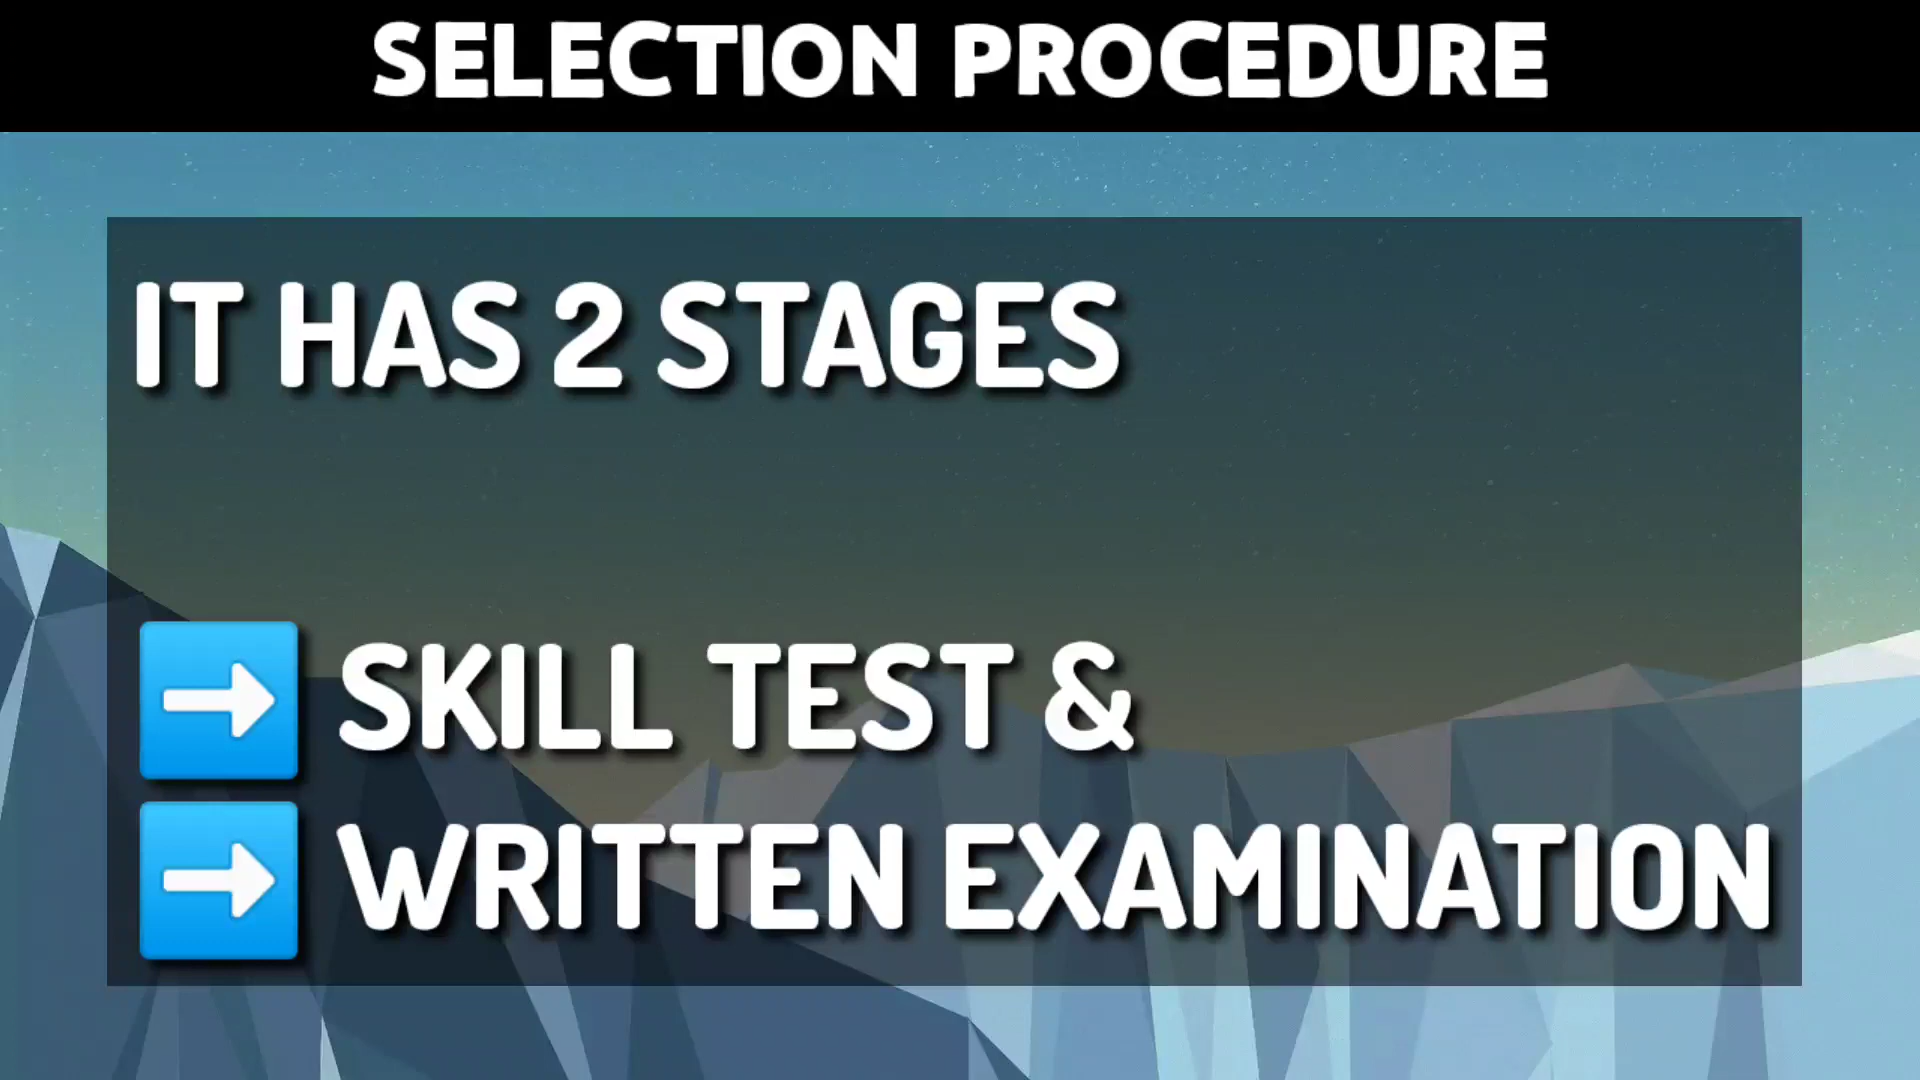 SELECTION PROCEDURE
IT HAS 2 STAGES
➡ SKILL TEST &
➡ WRITTEN EXAMINATION